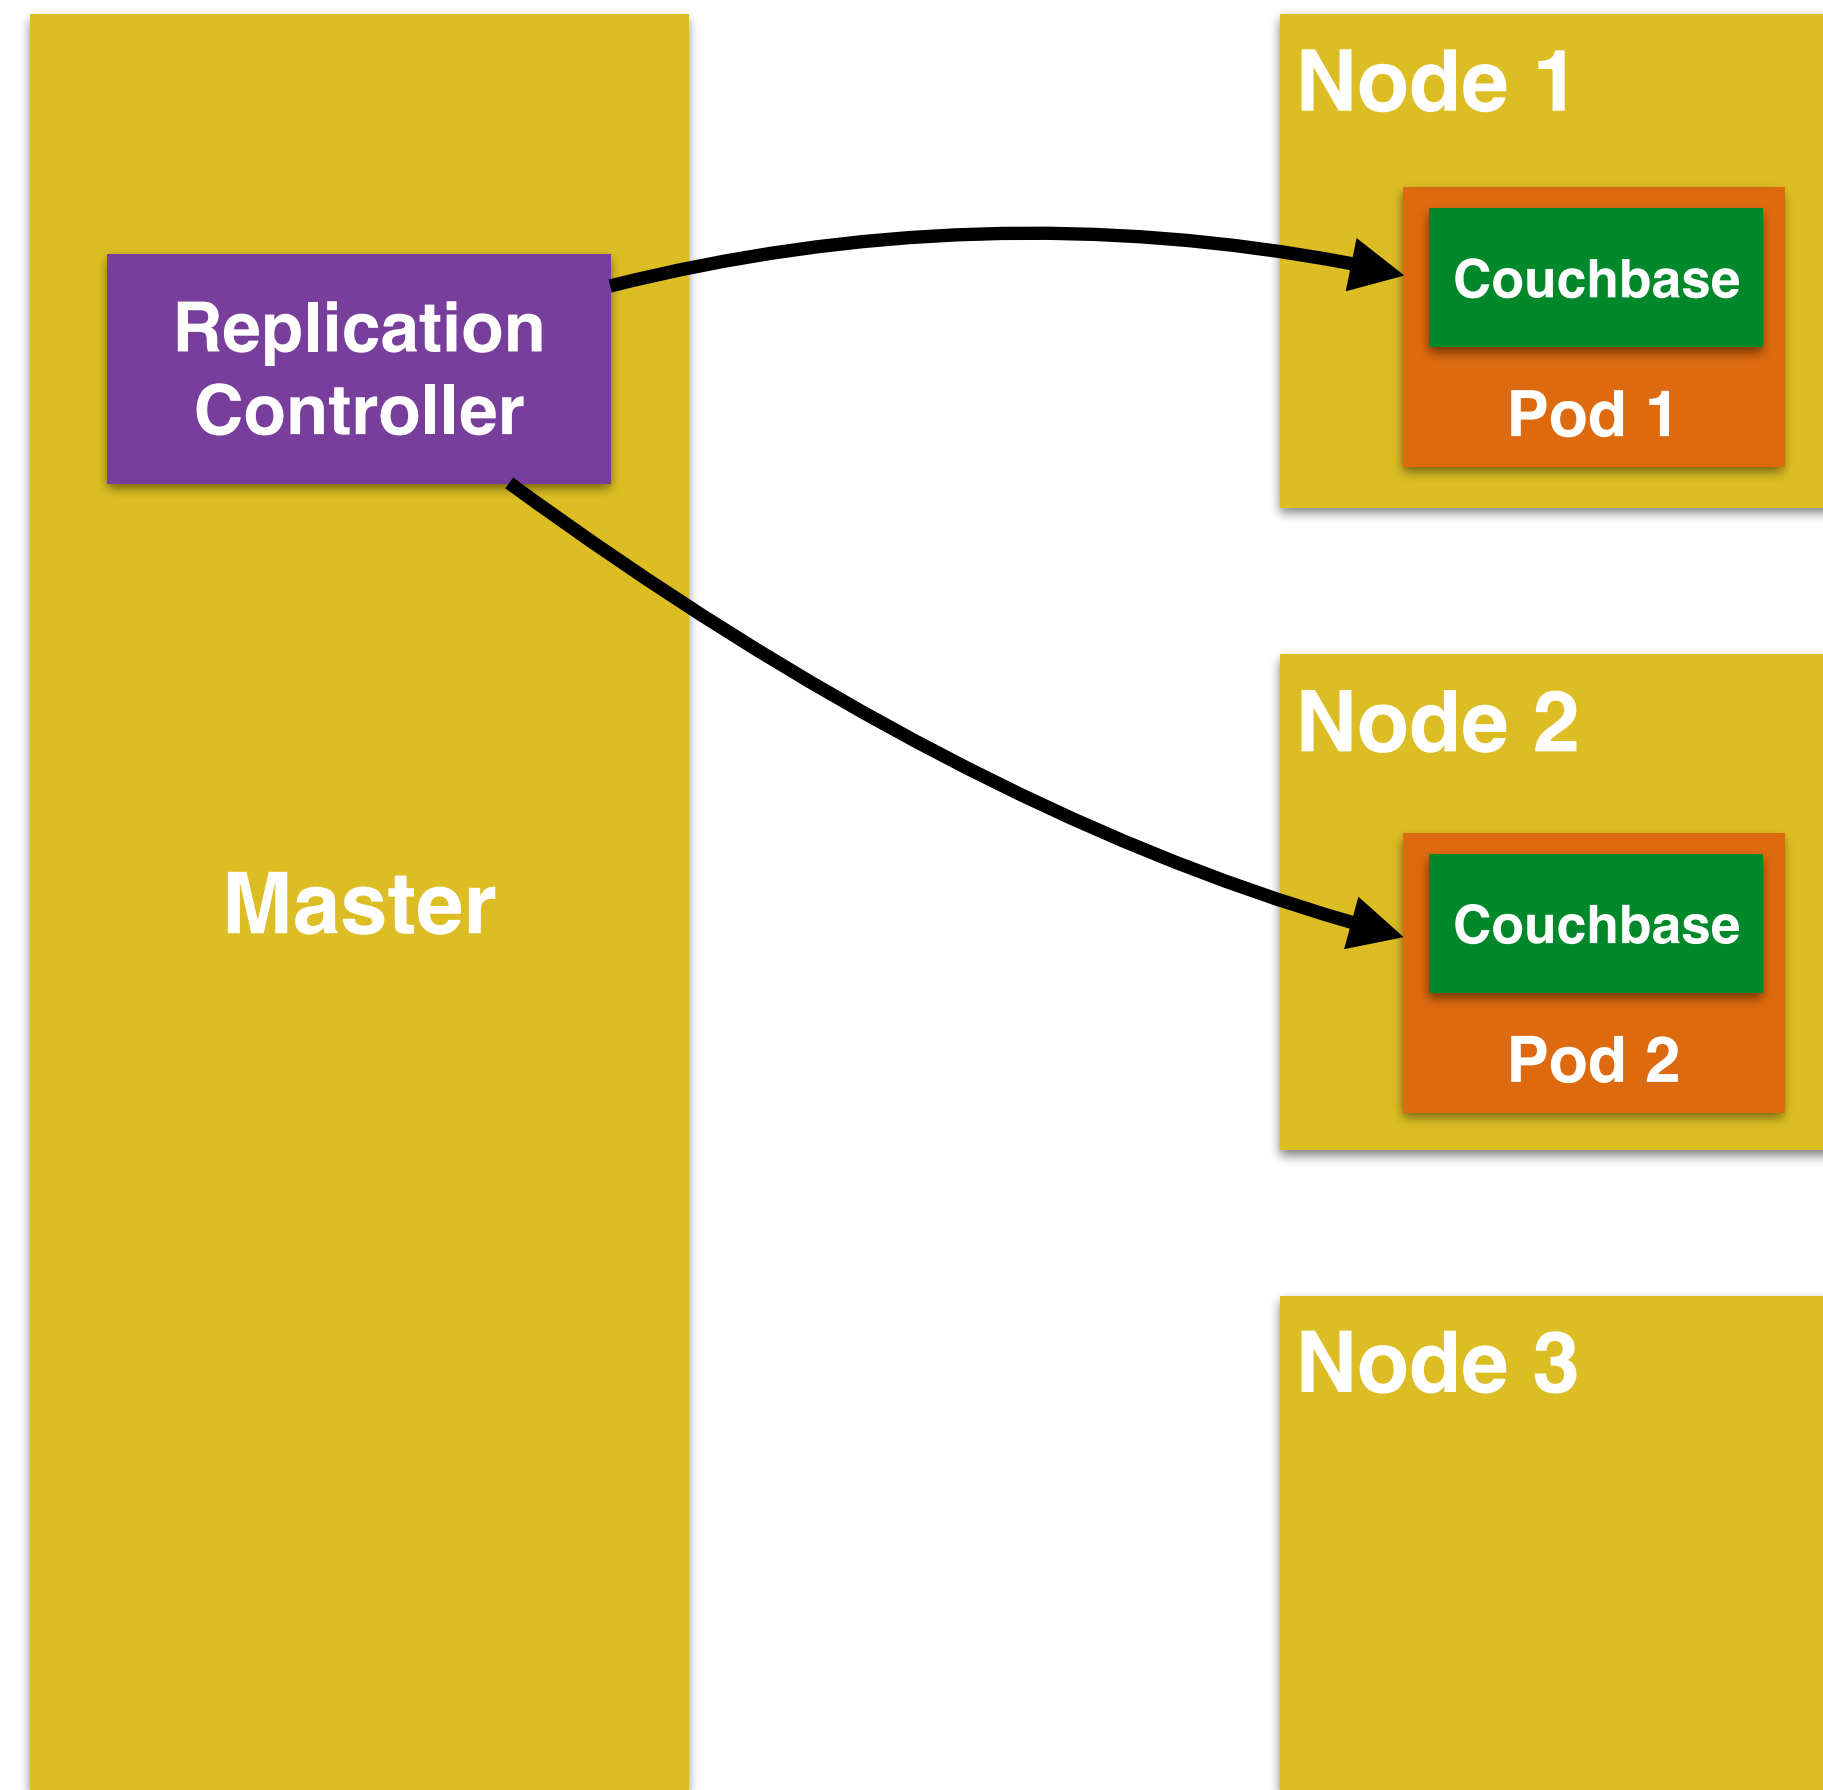 Replication
Controller
Master
Node 1
Couchbase
Pod 1
Node 2
Couchbase
Pod 2
Node 3